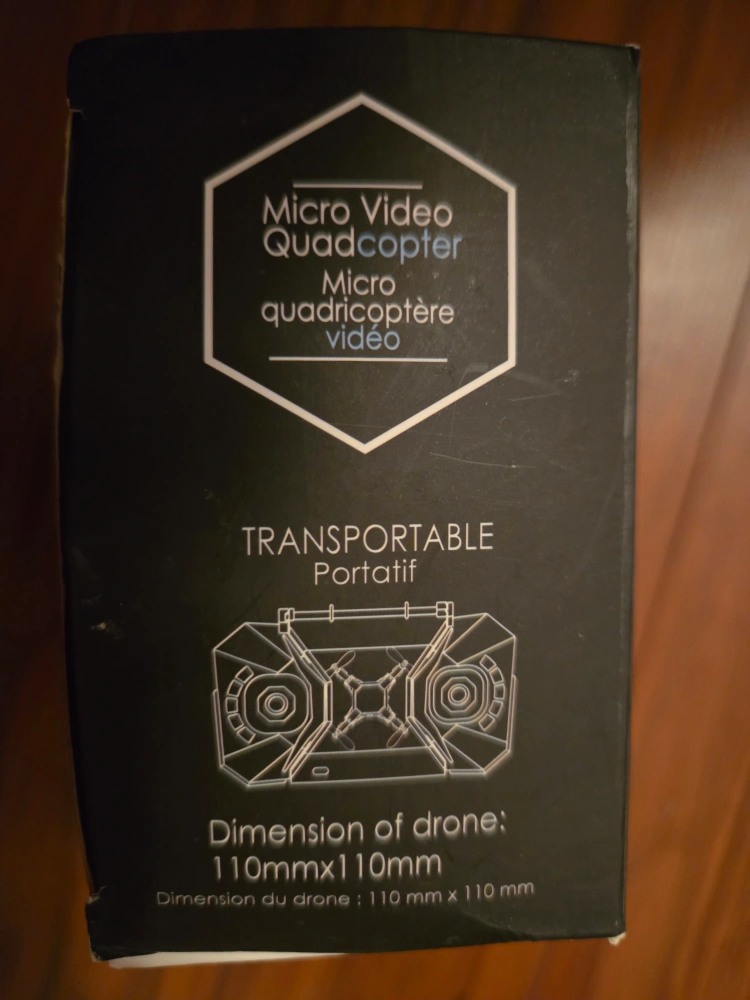 Micro Video
Quadcopter
Micro
quadricoptère
vidéo
TRANSPORTABLE
Portatif
Dimension of drone:
110mmx110mm
Dimension du drone : 110 mm x 110 mm